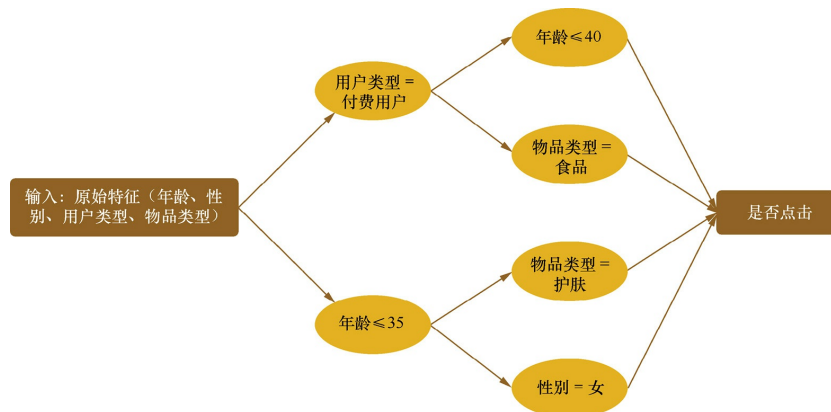 年龄≤40
用户类型 =
付费用户
物品类型 =
食品
输入：原始特征（年龄、性
别、用户类型、物品类型）
是否点击
物品类型 =
护肤
年龄≤35
性别 = 女